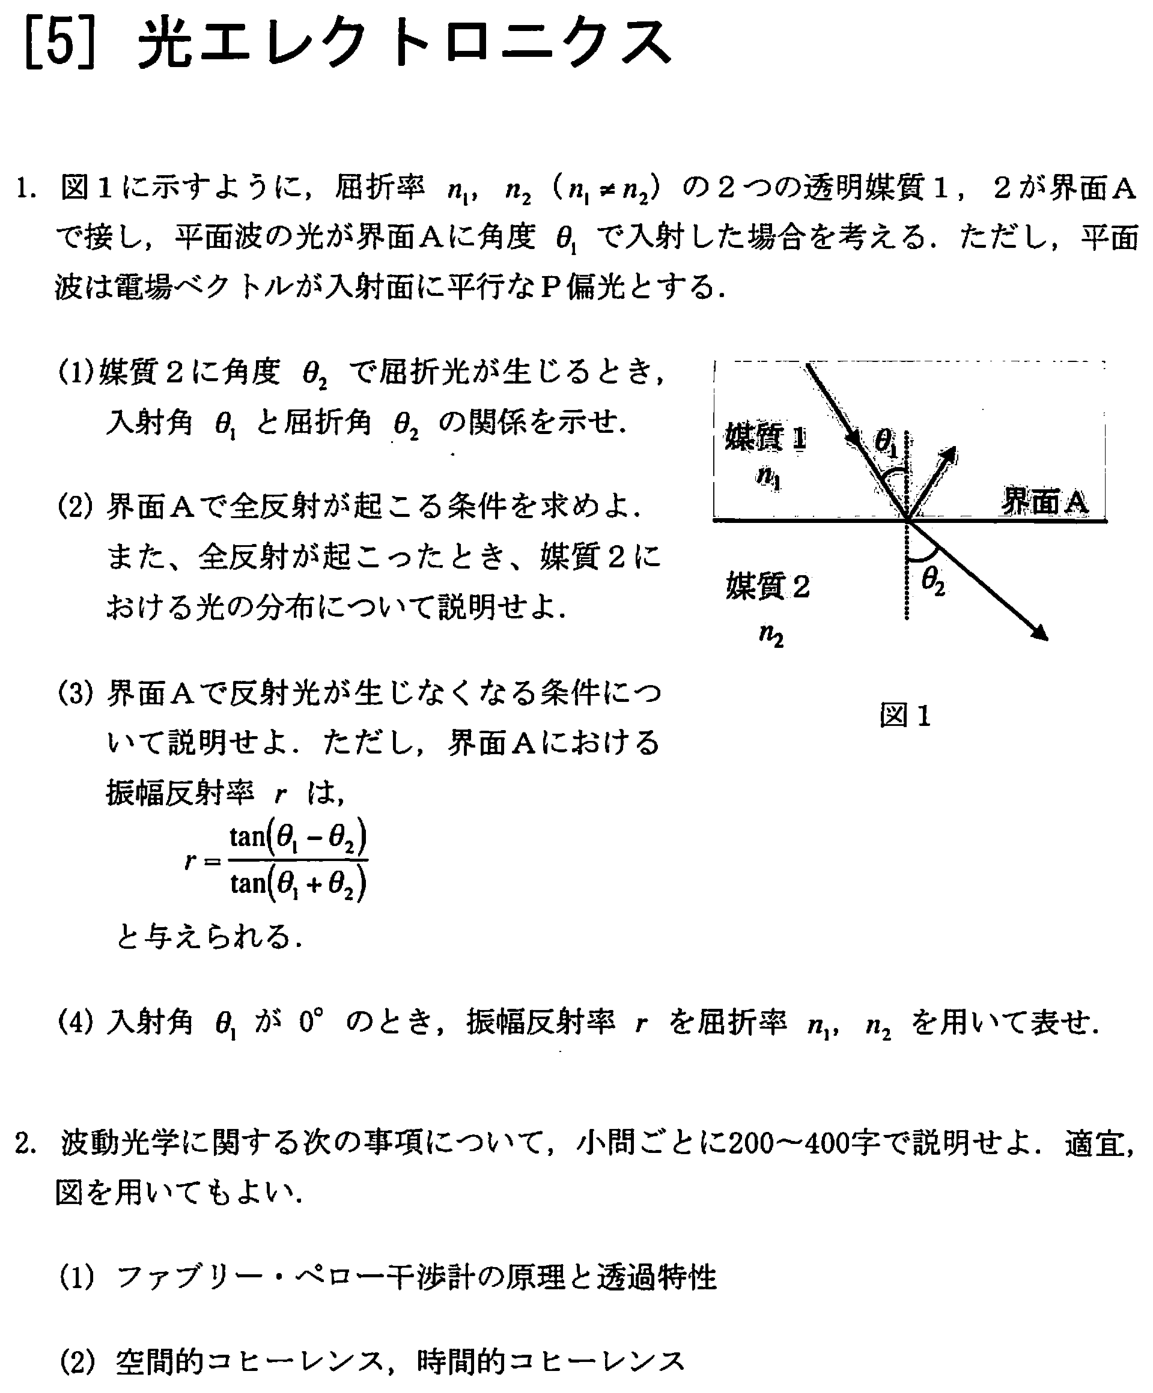 [5] 光エレクトロニクス
1. 図1に示すように，屈折率 n₁, n₂（n₁≠n₂）の2つの透明媒質1，2が界面A
で接し，平面波の光が界面Aに角度 θ₁ で入射した場合を考える．ただし，平面
波は電場ベクトルが入射面に平行なP偏光とする．
(1)媒質2に角度 θ₂ で屈折光が生じるとき，
入射角 θ₁ と屈折角 θ₂ の関係を示せ．
(2) 界面Aで全反射が起こる条件を求めよ．
また、全反射が起こったとき、媒質2に
おける光の分布について説明せよ．
(3) 界面Aで反射光が生じなくなる条件につ
いて説明せよ．ただし，界面Aにおける
振幅反射率 r は，
r = tan(θ₁ − θ₂) / tan(θ₁ + θ₂)
と与えられる．
媒質1
n₁
θ₁
界面A
媒質2
n₂
θ₂
図1
(4) 入射角 θ₁ が 0° のとき，振幅反射率 r を屈折率 n₁, n₂ を用いて表せ．
2. 波動光学に関する次の事項について，小問ごとに200～400字で説明せよ．適宜，
図を用いてもよい．
(1) ファブリー・ペロー干渉計の原理と透過特性
(2) 空間的コヒーレンス，時間的コヒーレンス